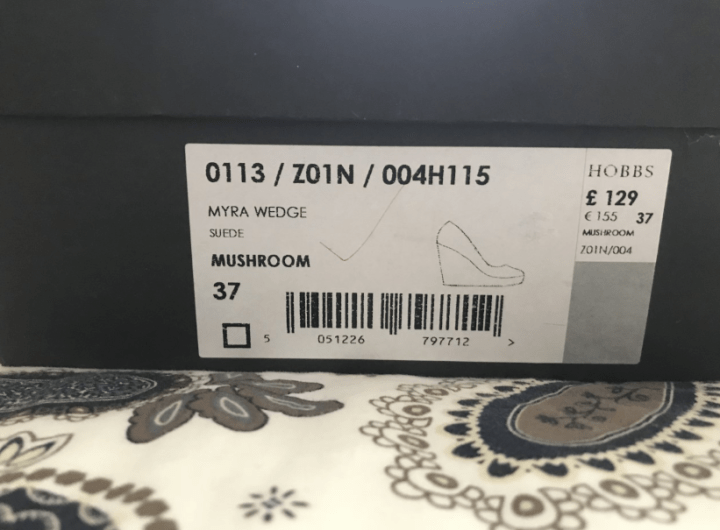 0113 / Z01N / 004H115
MYRA WEDGE
SUEDE
MUSHROOM
37
5 051226 797712 >
HOBBS
£ 129
€ 155 37
MUSHROOM
Z01N/004